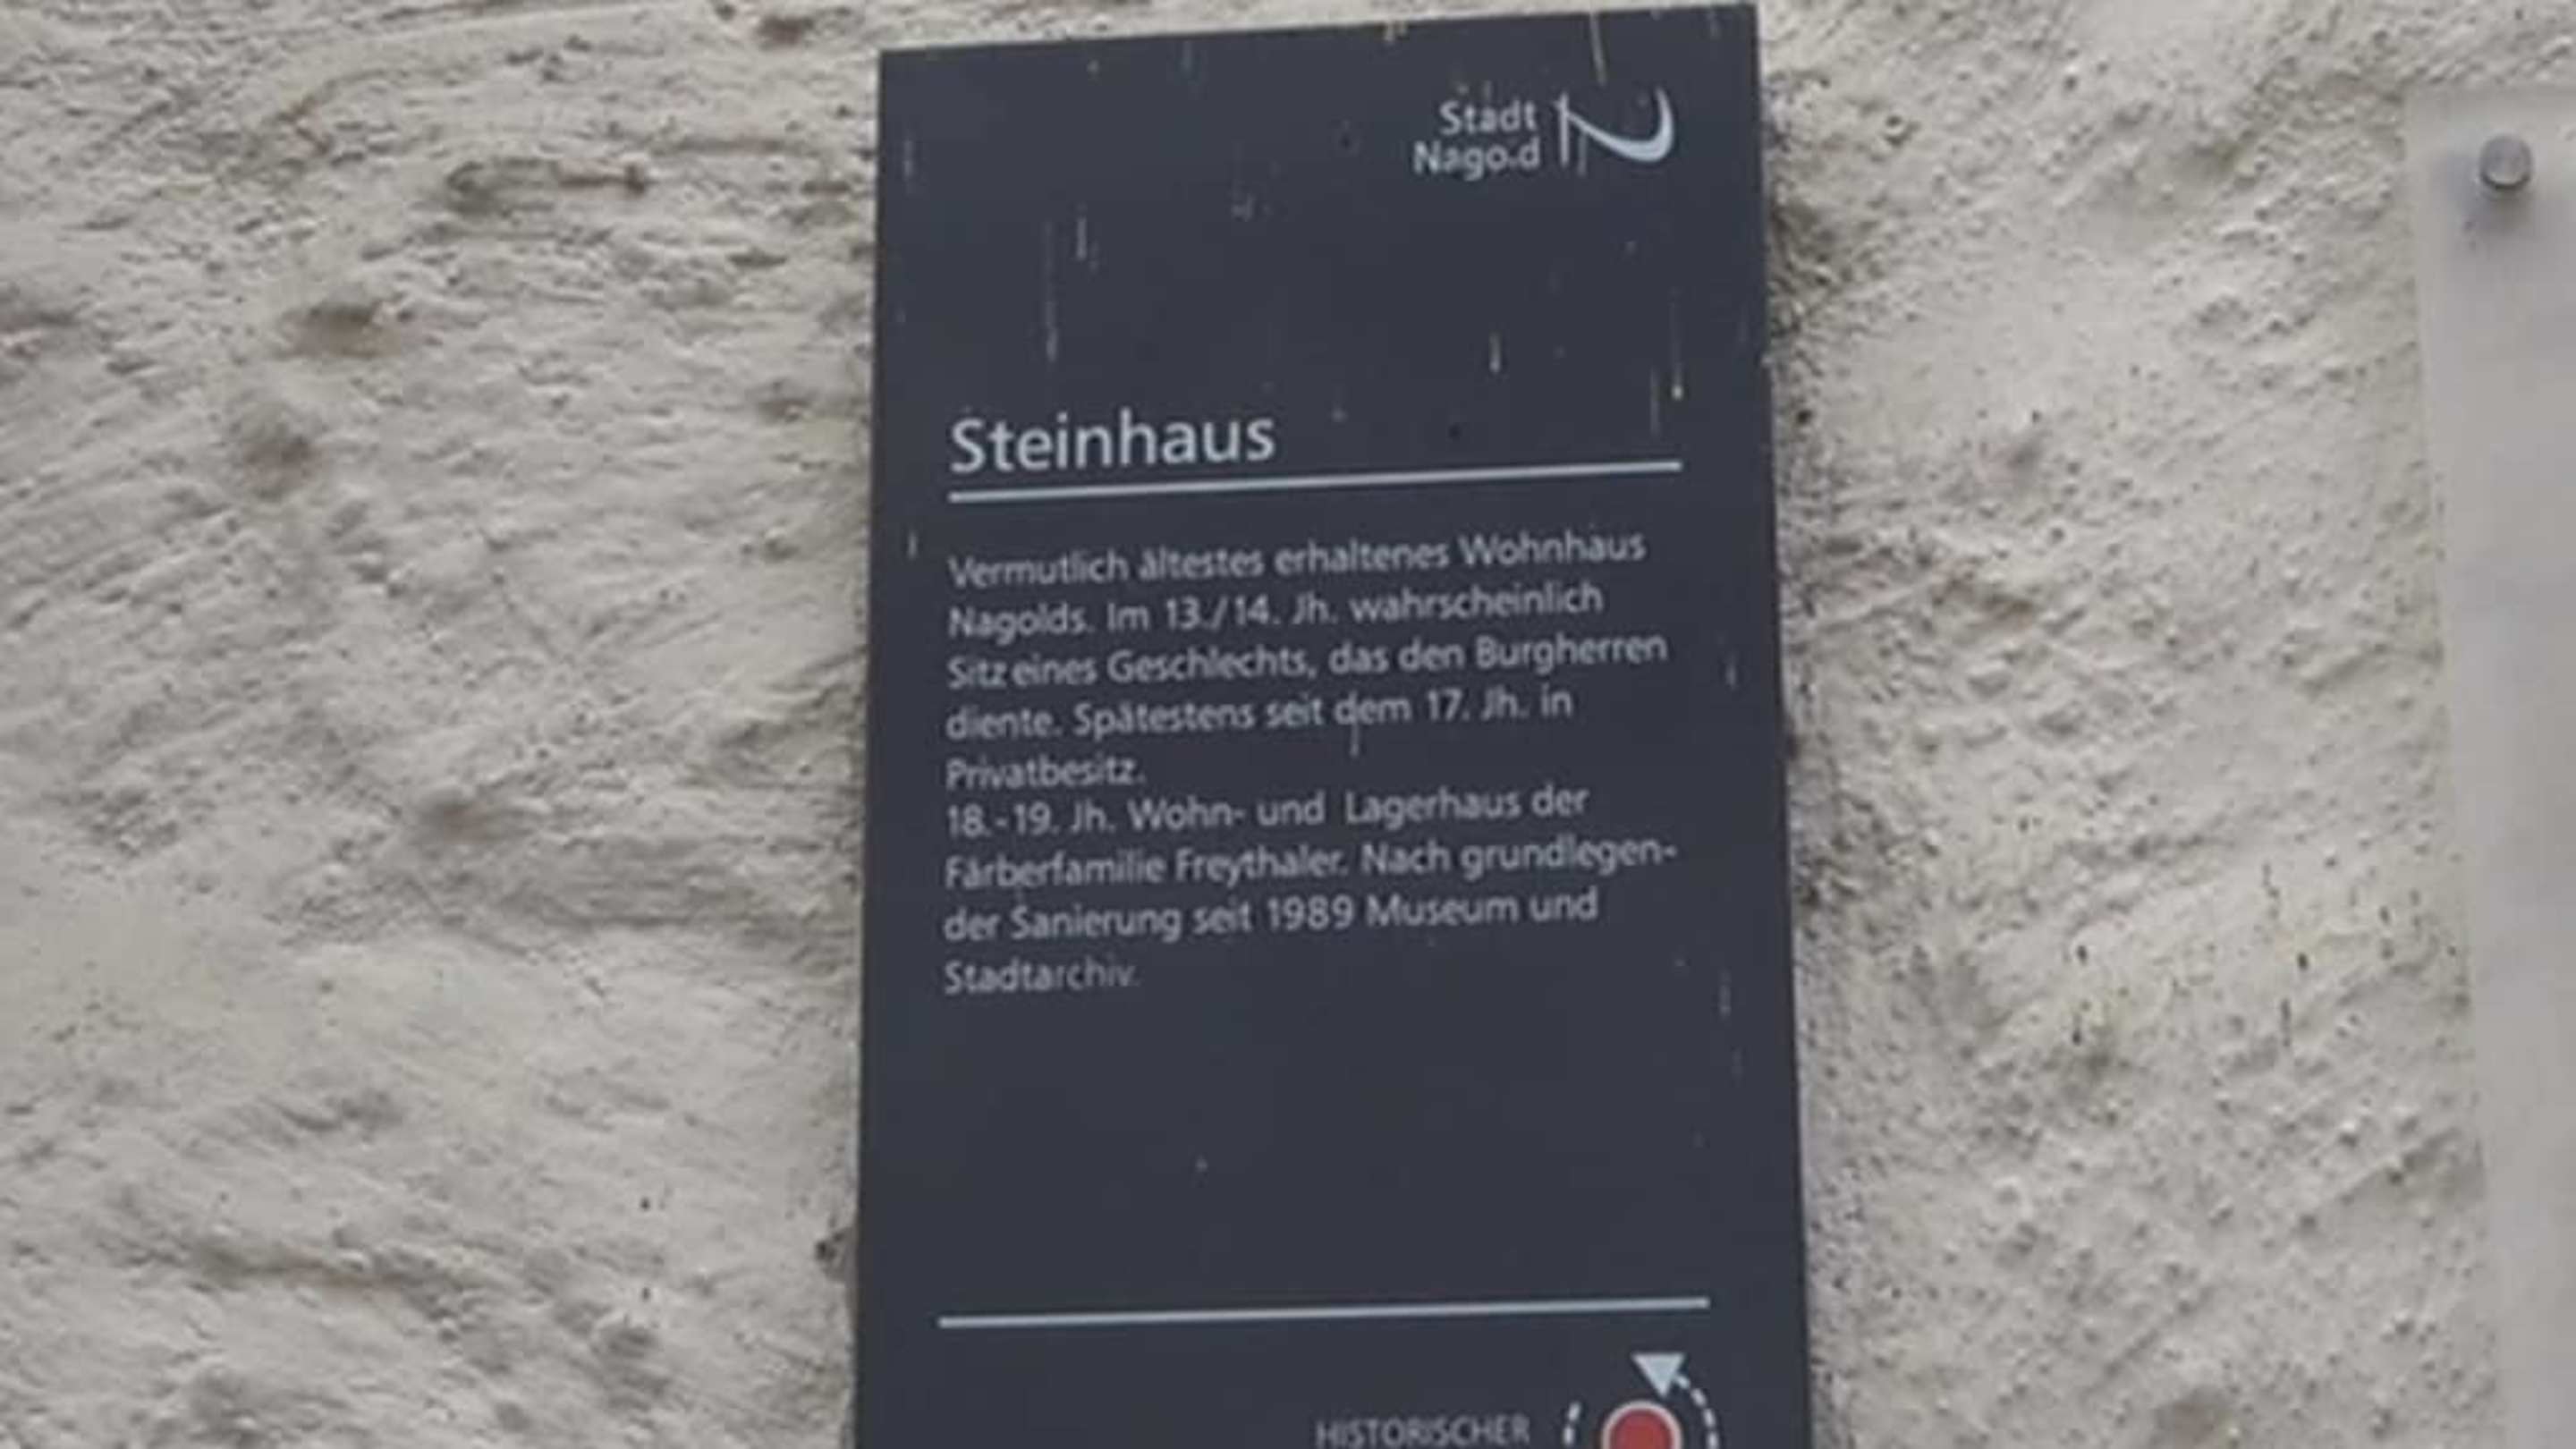 Stadt
Nagold
Steinhaus
Vermutlich ältestes erhaltenes Wohnhaus
Nagolds. Im 13./14. Jh. wahrscheinlich
Sitz eines Geschlechts, das den Burgherren
diente. Spätestens seit dem 17. Jh. in
Privatbesitz.
18.-19. Jh. Wohn- und Lagerhaus der
Färberfamilie Freythaler. Nach grundlegen-
der Sanierung seit 1989 Museum und
Stadtarchiv.
HISTORISCHER